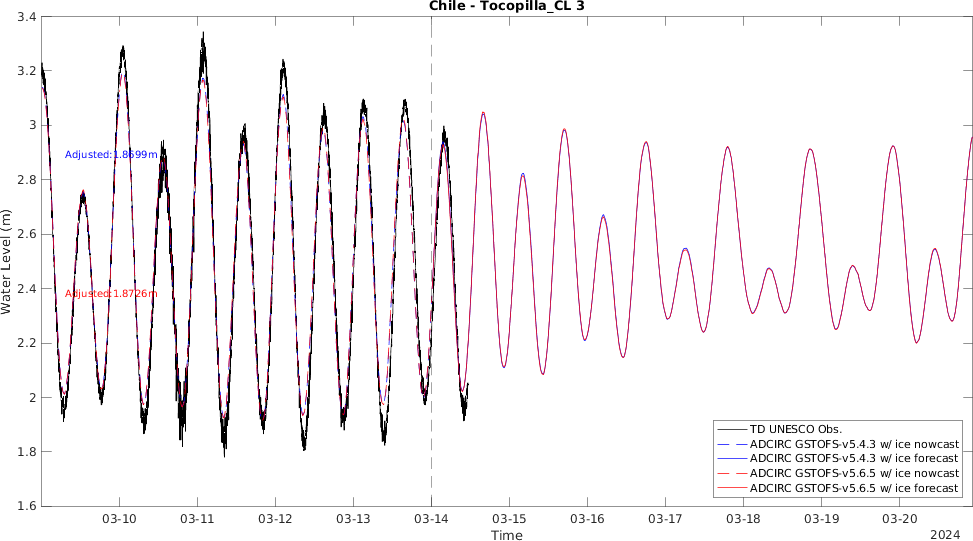 Chile - Tocopilla_CL 3
3.4
3.2
3
2.8
2.6
2.4
2.2
2
1.8
1.6
Water Level (m)
Adjusted:1.8699m
Adjusted:1.8726m
TD UNESCO Obs.
ADCIRC GSTOFS-v5.4.3 w/ ice nowcast
ADCIRC GSTOFS-v5.4.3 w/ ice forecast
ADCIRC GSTOFS-v5.6.5 w/ ice nowcast
ADCIRC GSTOFS-v5.6.5 w/ ice forecast
03-10 03-11 03-12 03-13 03-14 03-15 03-16 03-17 03-18 03-19 03-20
Time
2024